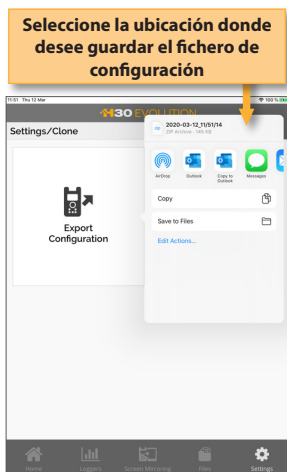 Seleccione la ubicación donde
desee guardar el fichero de
configuración
11:51 Thu 12 Mar
100 %
H30 EVOLUTION
Settings/Clone
2020-03-12_11/51/14
ZIP Archive · 145 KB
AirDrop
Outlook
Copy to
Outlook
Messages
Copy
Save to Files
Edit Actions...
Export
Configuration
Home
Loggers
Screen Mirroring
Files
Settings